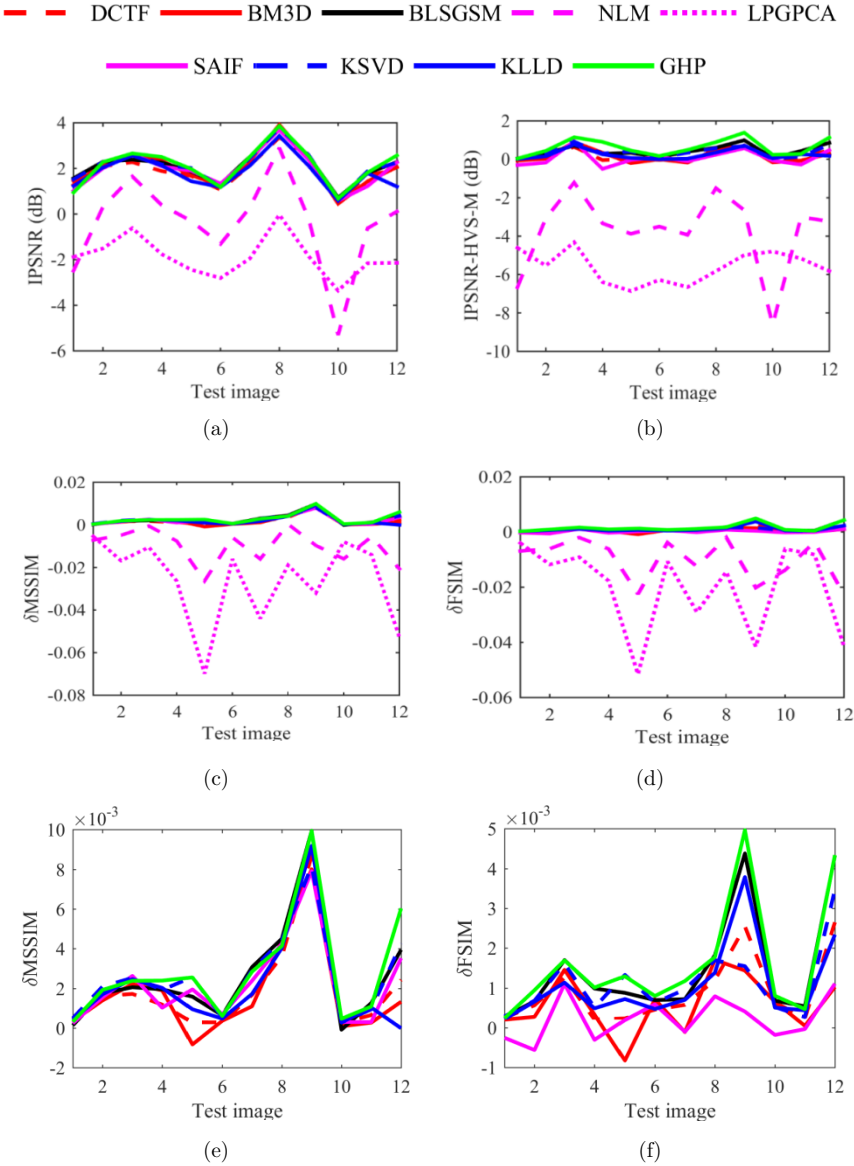 DCTF BM3D BLSGSM NLM LPGPCA
SAIF KSVD KLLD GHP
4
2
0
-2
-4
-6
IPSNR (dB)
2 4 6 8 10 12
Test image
(a)
2
0
-2
-4
-6
-8
-10
IPSNR-HVS-M (dB)
2 4 6 8 10 12
Test image
(b)
0.02
0
-0.02
-0.04
-0.06
-0.08
δMSSIM
2 4 6 8 10 12
Test image
(c)
0.02
0
-0.02
-0.04
-0.06
δFSIM
2 4 6 8 10 12
Test image
(d)
×10⁻³
10
8
6
4
2
0
-2
δMSSIM
2 4 6 8 10 12
Test image
(e)
×10⁻³
5
4
3
2
1
0
-1
δFSIM
2 4 6 8 10 12
Test image
(f)